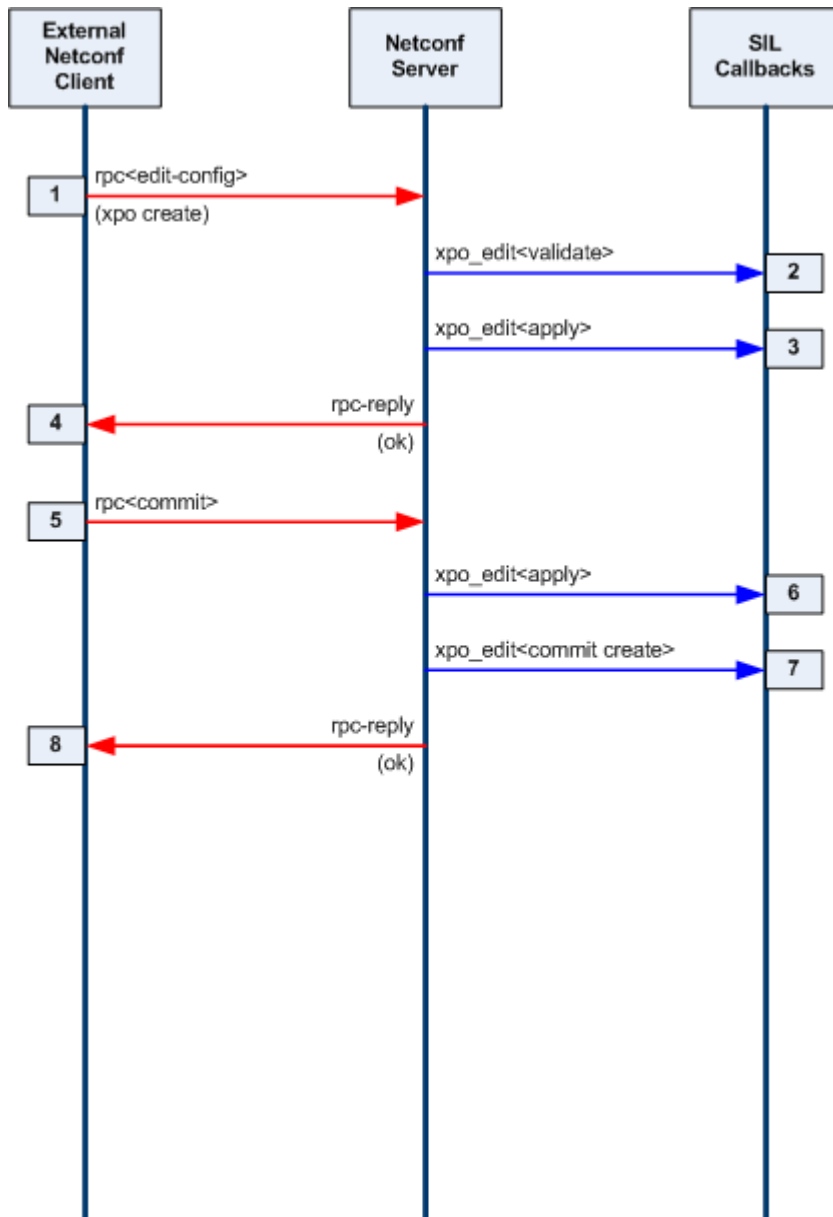 External
Netconf
Client
Netconf
Server
SIL
Callbacks
1
rpc<edit-config>
(xpo create)
xpo_edit<validate>
2
xpo_edit<apply>
3
4
rpc-reply
(ok)
5
rpc<commit>
xpo_edit<apply>
6
xpo_edit<commit create>
7
8
rpc-reply
(ok)